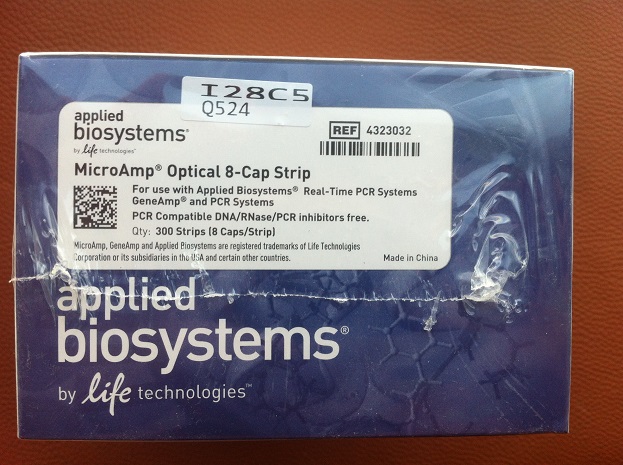 I28C5
Q524
applied
biosystems®
by life technologies™
REF 4323032
MicroAmp® Optical 8-Cap Strip
For use with Applied Biosystems® Real-Time PCR Systems
GeneAmp® and PCR Systems
PCR Compatible DNA/RNase/PCR inhibitors free.
Qty: 300 Strips (8 Caps/Strip)
MicroAmp, GeneAmp and Applied Biosystems are registered trademarks of Life Technologies
Corporation or its subsidiaries in the USA and certain other countries.
Made in China
applied
biosystems®
by life technologies™